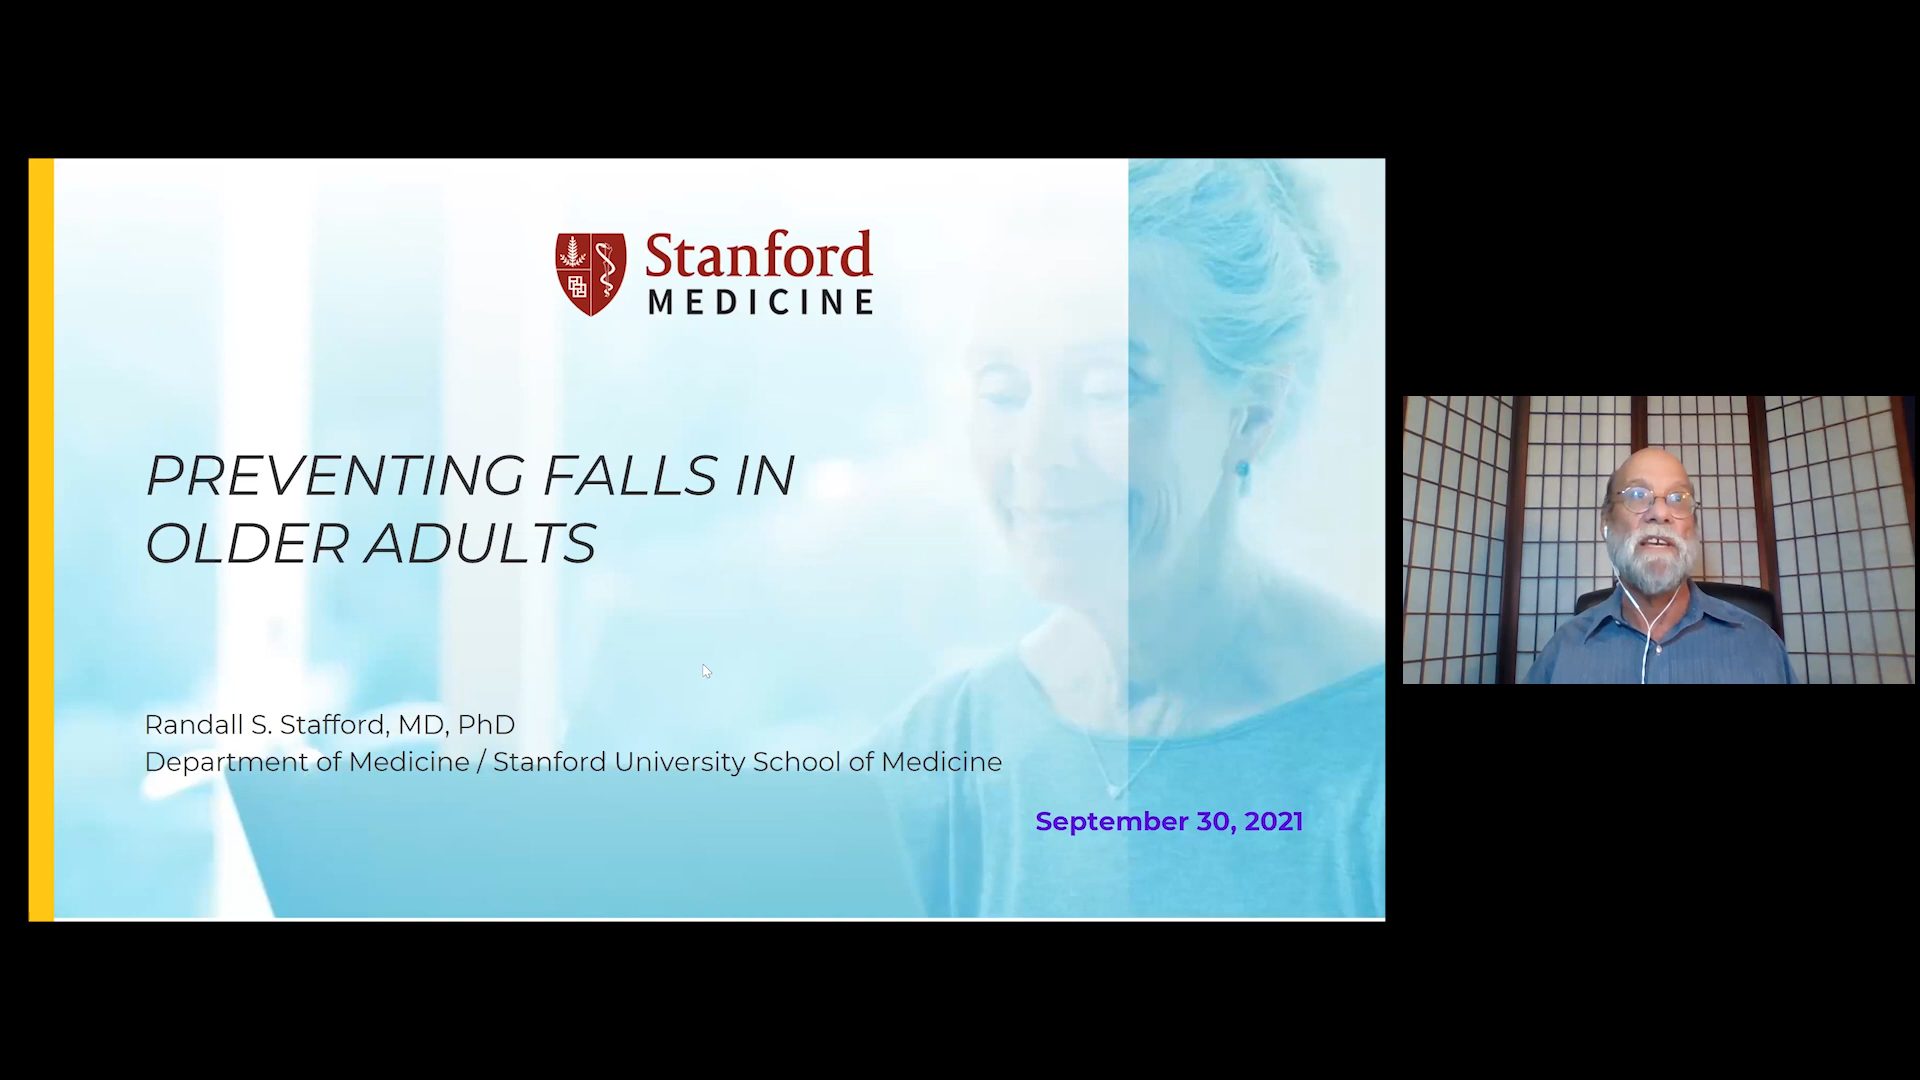 Stanford
MEDICINE
PREVENTING FALLS IN
OLDER ADULTS
Randall S. Stafford, MD, PhD
Department of Medicine / Stanford University School of Medicine
September 30, 2021